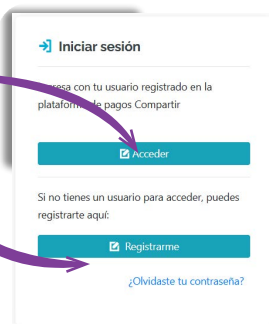 Iniciar sesión
con tu usuario registrado en la
de pagos Compartir
Acceder
Si no tienes un usuario para acceder, puedes
registrarte aquí:
Registrarme
¿Olvidaste tu contraseña?